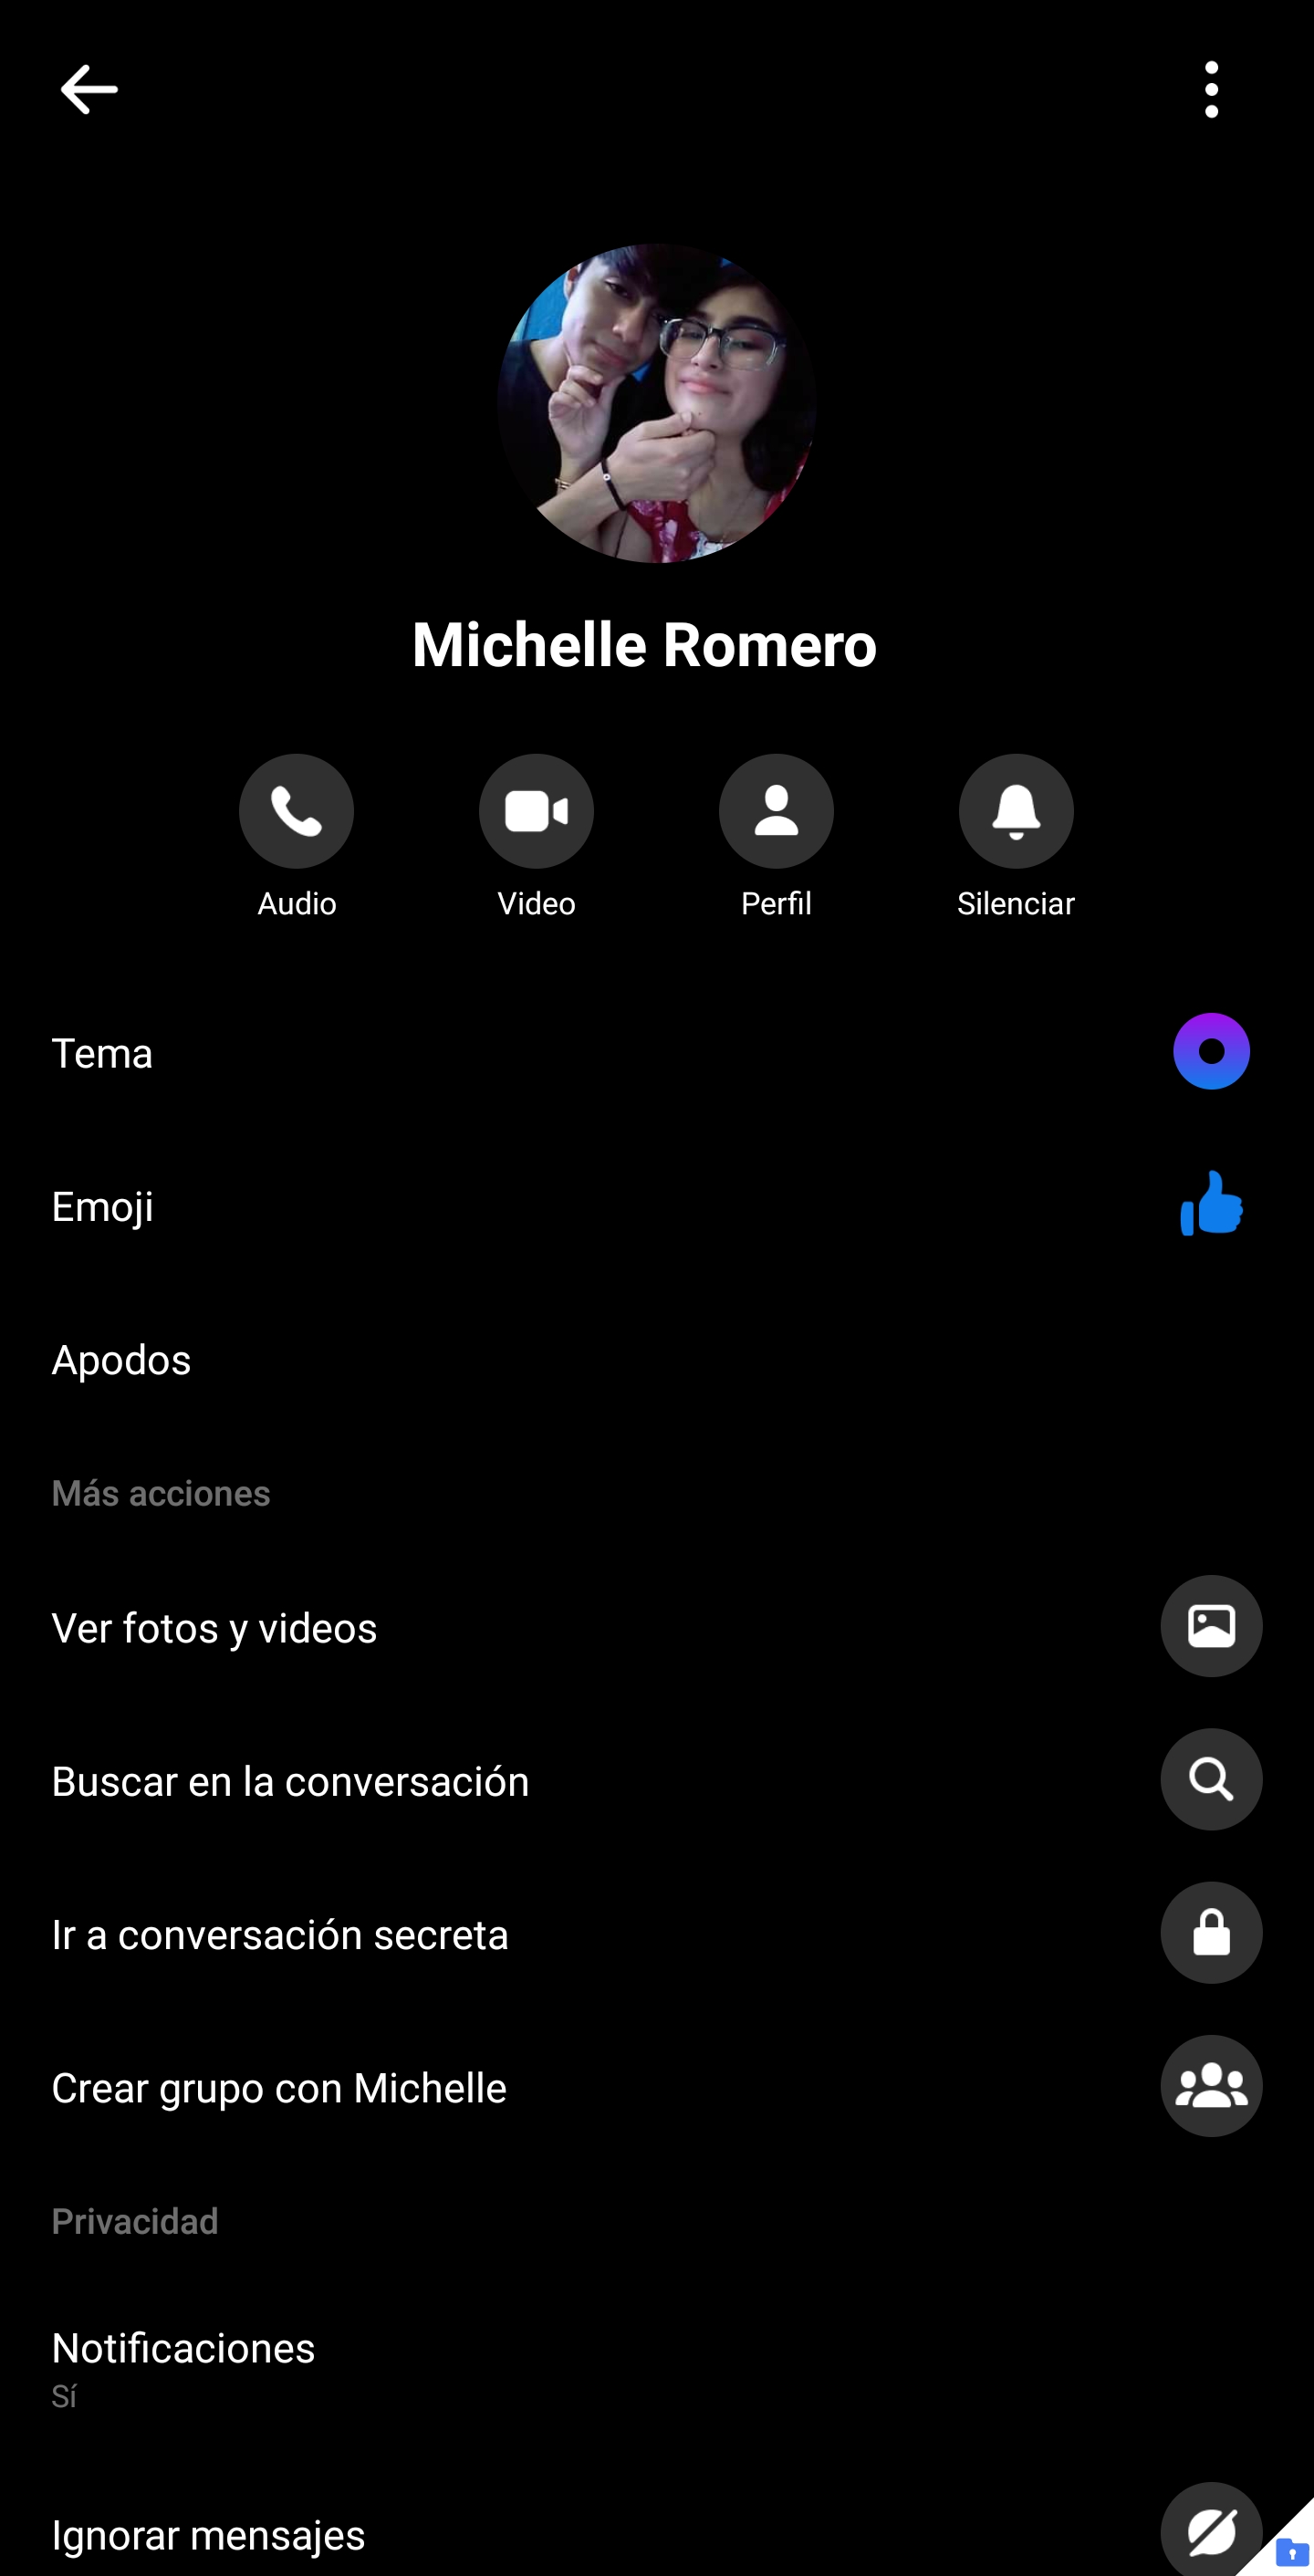 Michelle Romero
Audio
Video
Perfil
Silenciar
Tema
Emoji
Apodos
Más acciones
Ver fotos y videos
Buscar en la conversación
Ir a conversación secreta
Crear grupo con Michelle
Privacidad
Notificaciones
Sí
Ignorar mensajes